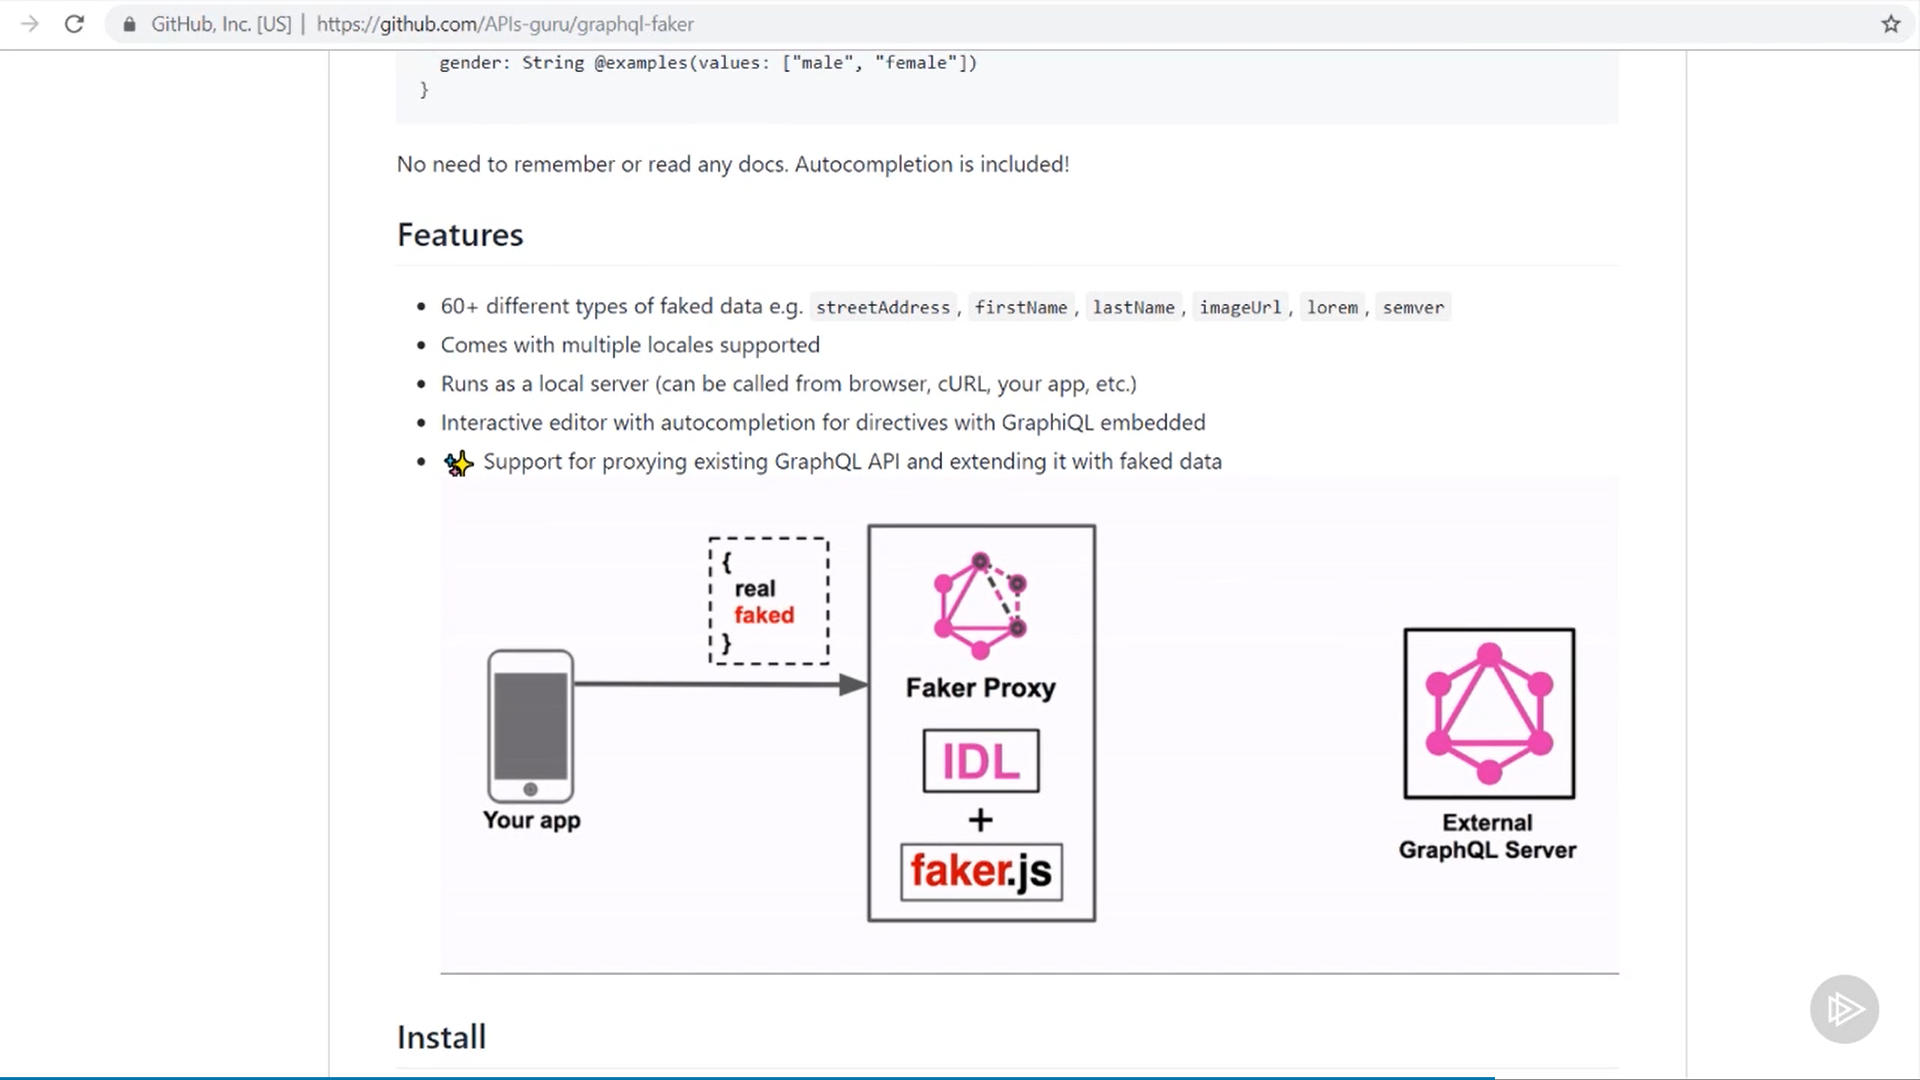 GitHub, Inc. [US] | https://github.com/APIs-guru/graphql-faker
gender: String @examples(values: ["male", "female"])
}
No need to remember or read any docs. Autocompletion is included!
Features
60+ different types of faked data e.g. streetAddress, firstName, lastName, imageUrl, lorem, semver
Comes with multiple locales supported
Runs as a local server (can be called from browser, cURL, your app, etc.)
Interactive editor with autocompletion for directives with GraphiQL embedded
✨ Support for proxying existing GraphQL API and extending it with faked data
{
real
faked
}
Your app
Faker Proxy
IDL
+
faker.js
External
GraphQL Server
Install